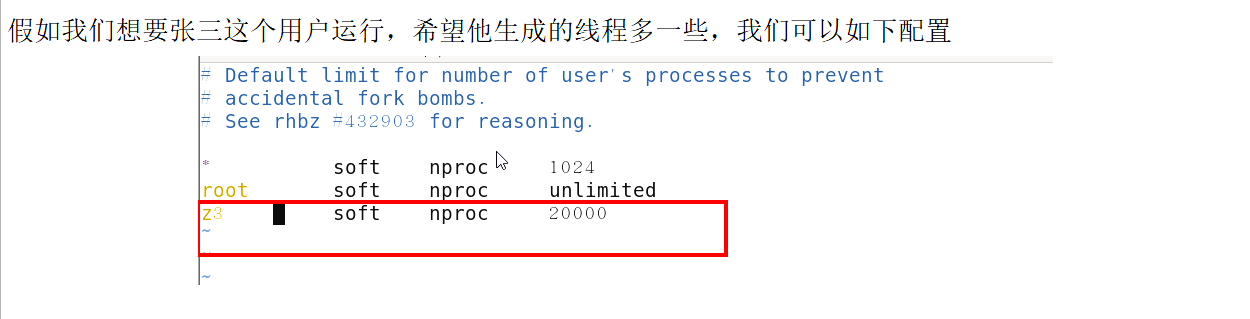 假如我们想要张三这个用户运行，希望他生成的线程多一些，我们可以如下配置
# Default limit for number of user's processes to prevent
# accidental fork bombs.
# See rhbz #432903 for reasoning.
* soft nproc 1024
root soft nproc unlimited
z3 soft nproc 20000
~
~
~